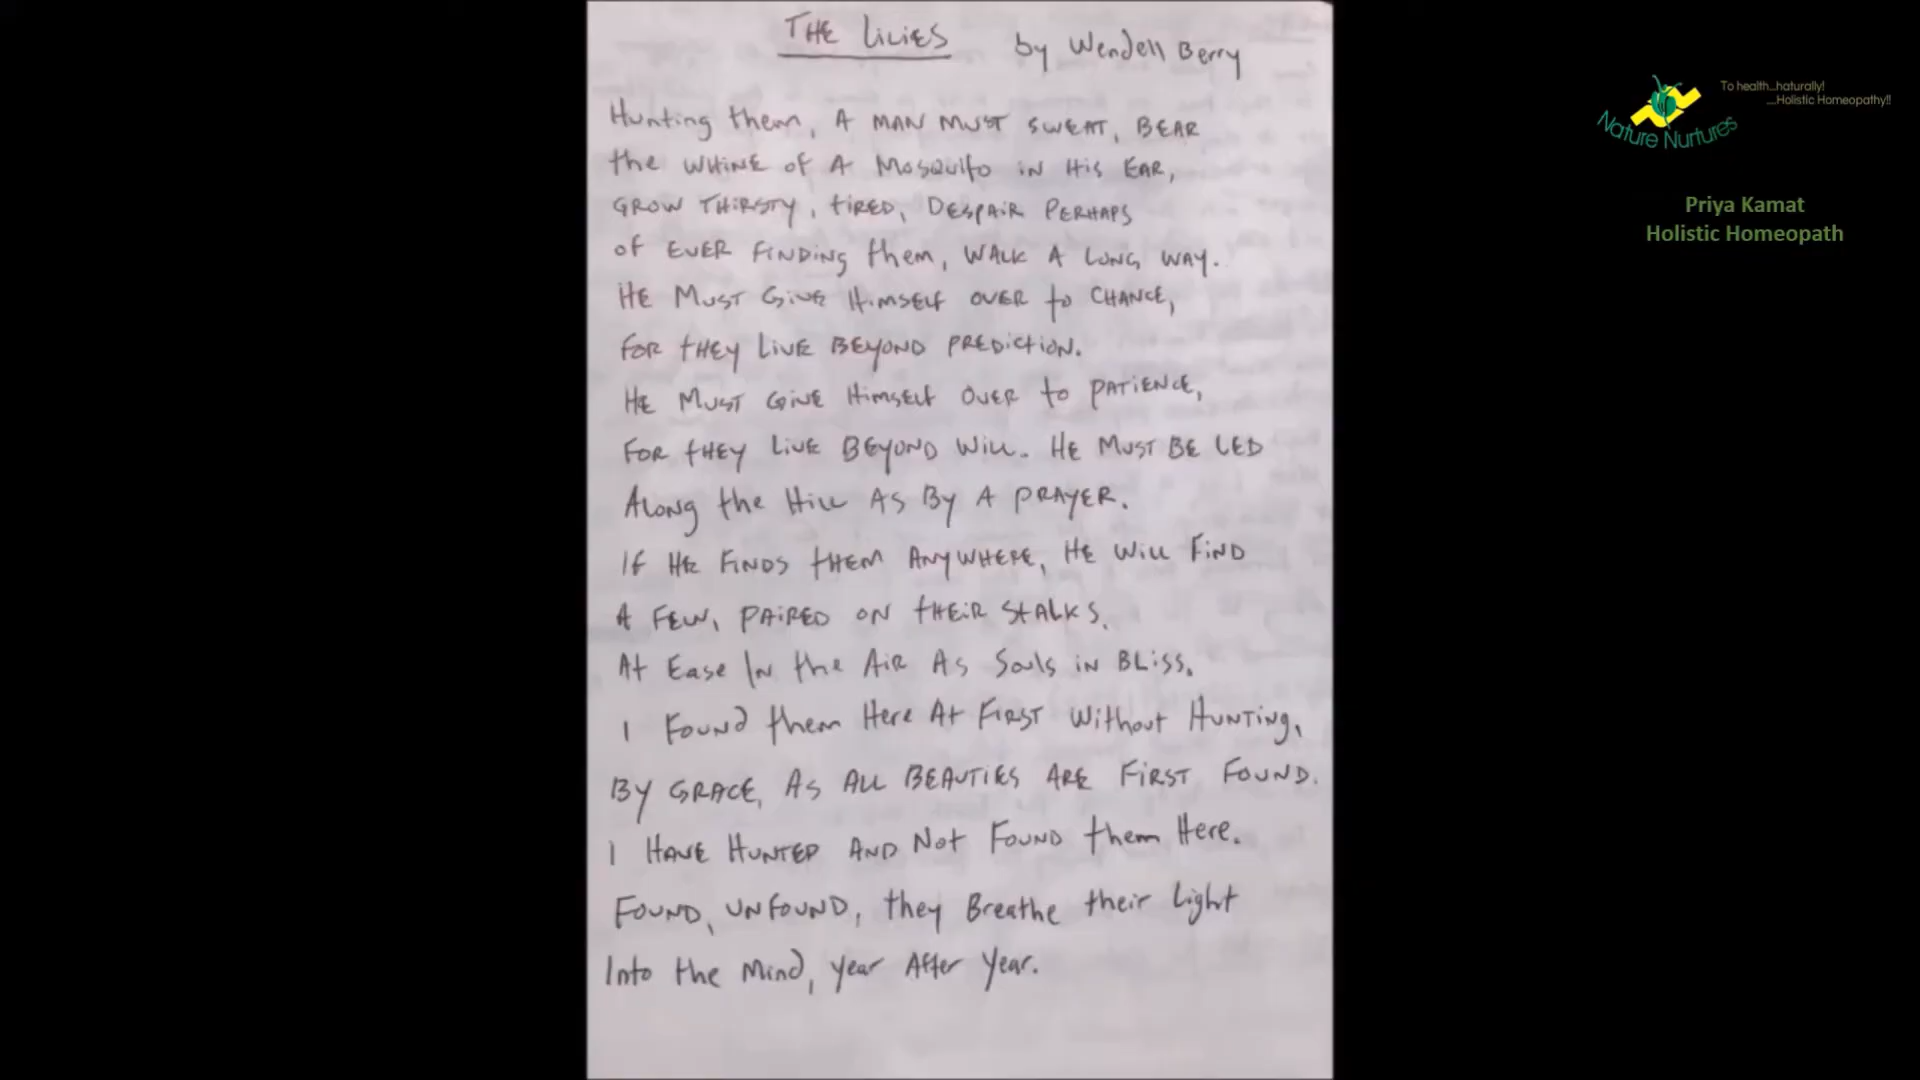 THE LILIES by Wendell Berry
Hunting them, A MAN MUST SWEAT, BEAR
the WHINE of A Mosquito in His EAR,
GROW THIRSTY, tIRED, DESPAIR PERHAPS
of EVER FINDING them, WALK A LONG WAY.
HE MUST GIVE HIMSELF OVER to CHANCE,
FOR tHEY LIVE BEYOND PREDICTION.
HE MUST GIVE HIMSELF OVER to PATIENCE,
FOR tHEY LIVE BEYOND WILL. HE MUST BE LED
Along the Hill AS By A PRAYER.
IF HE FINDS tHEM ANYWHERE, HE WILL FIND
A FEW, PAIRED ON tHEIR STALKS,
At Ease In the AIR AS Souls in BLISS.
I Found them Here At FIRST Without HUNTING,
By GRACE, AS ALL BEAUTIES ARE FIRST FOUND.
I HAVE HUNTED AND Not FOUND them Here.
FOUND, UNFOUND, they Breathe their Light
Into the Mind, year After year.
To health...naturally!
....Holistic Homeopathy!!
Nature Nurtures
Priya Kamat
Holistic Homeopath